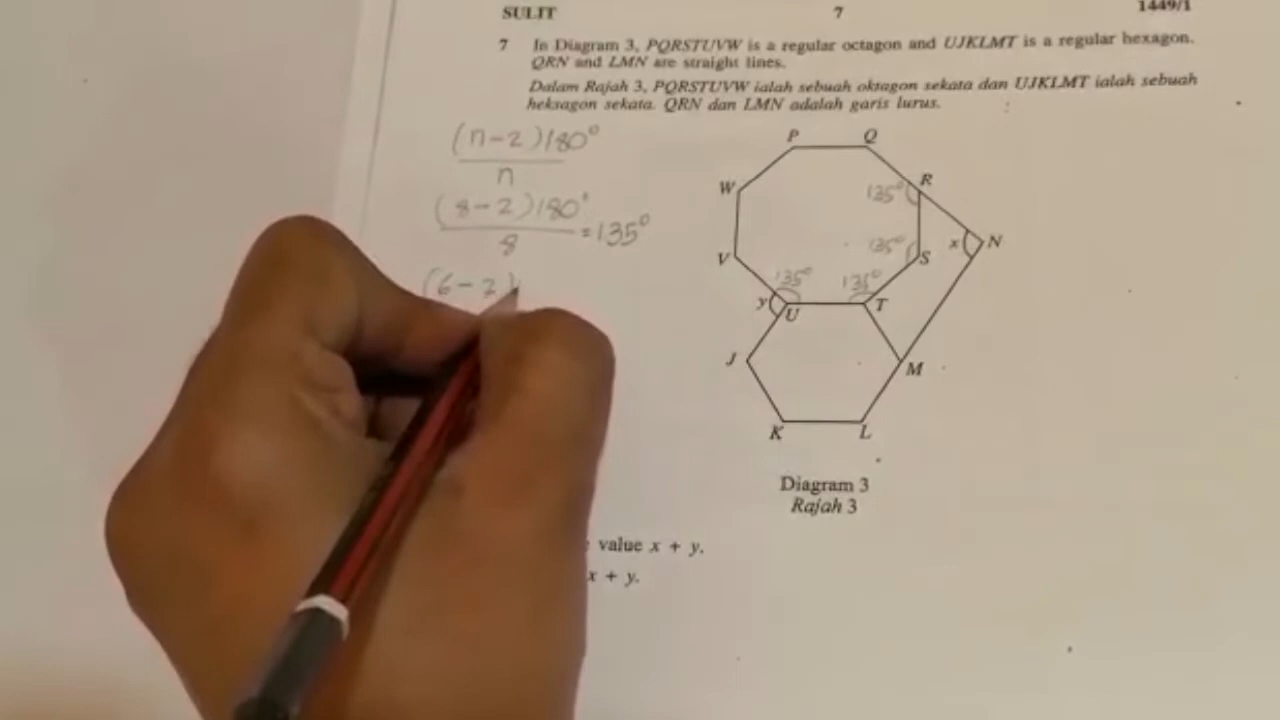 SULIT 7 1449/1
7 In Diagram 3, PQRSTUVW is a regular octagon and UJKLMT is a regular hexagon.
QRN and LMN are straight lines.
Dalam Rajah 3, PQRSTUVW ialah sebuah oktagon sekata dan UJKLMT ialah sebuah
heksagon sekata. QRN dan LMN adalah garis lurus.
(n-2)180°
n
(8-2)180°
8
=135°
(6-2)
P Q
W 135° R
135° S x N
V
135° 135°
y U T
J M
K L
Diagram 3
Rajah 3
value x + y.
x + y.